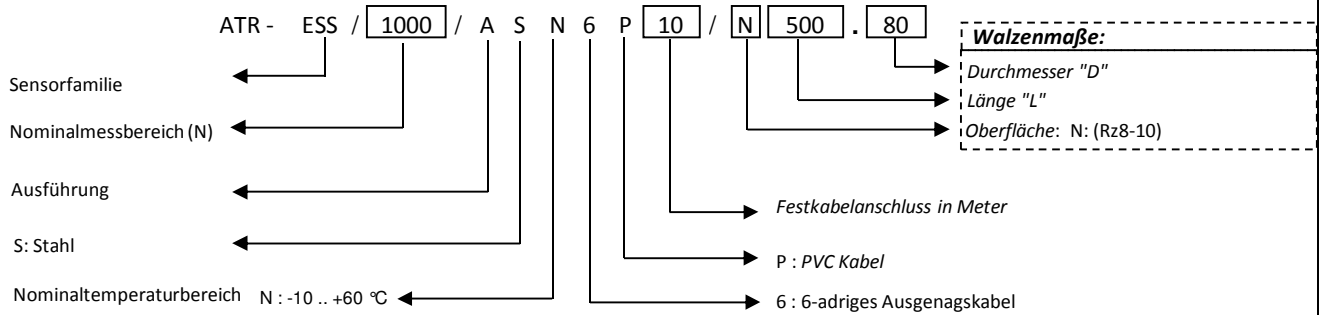 ATR - ESS / 1000 / A S N 6 P 10 / N 500 . 80
Walzenmaße:
Durchmesser "D"
Sensorfamilie
Länge "L"
Nominalmessbereich (N)
Oberfläche: N: (Rz8-10)
Ausführung
Festkabelanschluss in Meter
S: Stahl
P : PVC Kabel
Nominaltemperaturbereich N : -10 .. +60 °C
6 : 6-adriges Ausgenagskabel